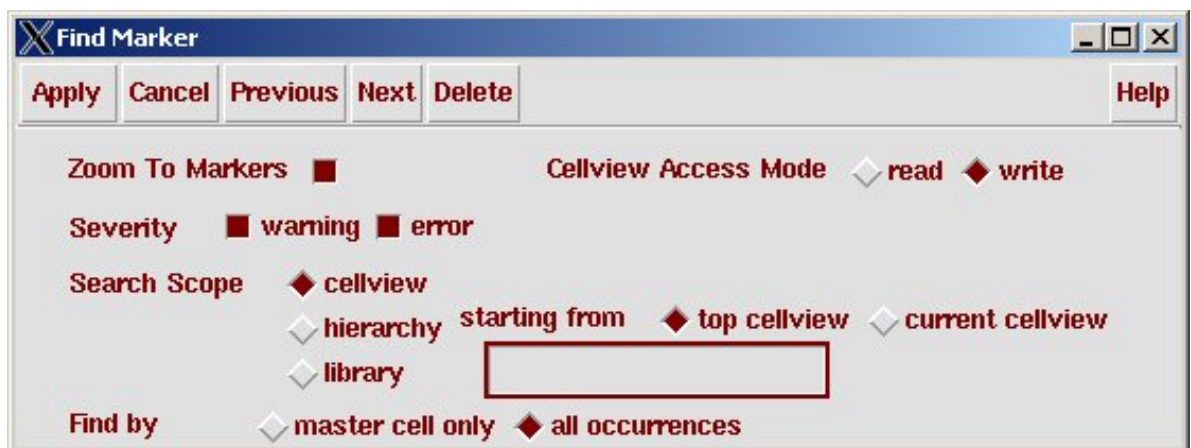 Find Marker
Apply Cancel Previous Next Delete Help
Zoom To Markers Cellview Access Mode read write
Severity warning error
Search Scope cellview
hierarchy starting from top cellview current cellview
library
Find by master cell only all occurrences